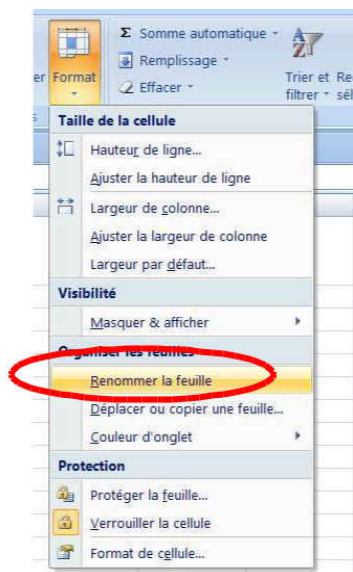 Σ Somme automatique
Remplissage
Effacer
er Format
Trier et Re
filtrer sél
Taille de la cellule
Hauteur de ligne...
Ajuster la hauteur de ligne
Largeur de colonne...
Ajuster la largeur de colonne
Largeur par défaut...
Visibilité
Masquer & afficher
Organiser les feuilles
Renommer la feuille
Déplacer ou copier une feuille...
Couleur d'onglet
Protection
Protéger la feuille...
Verrouiller la cellule
Format de cellule...